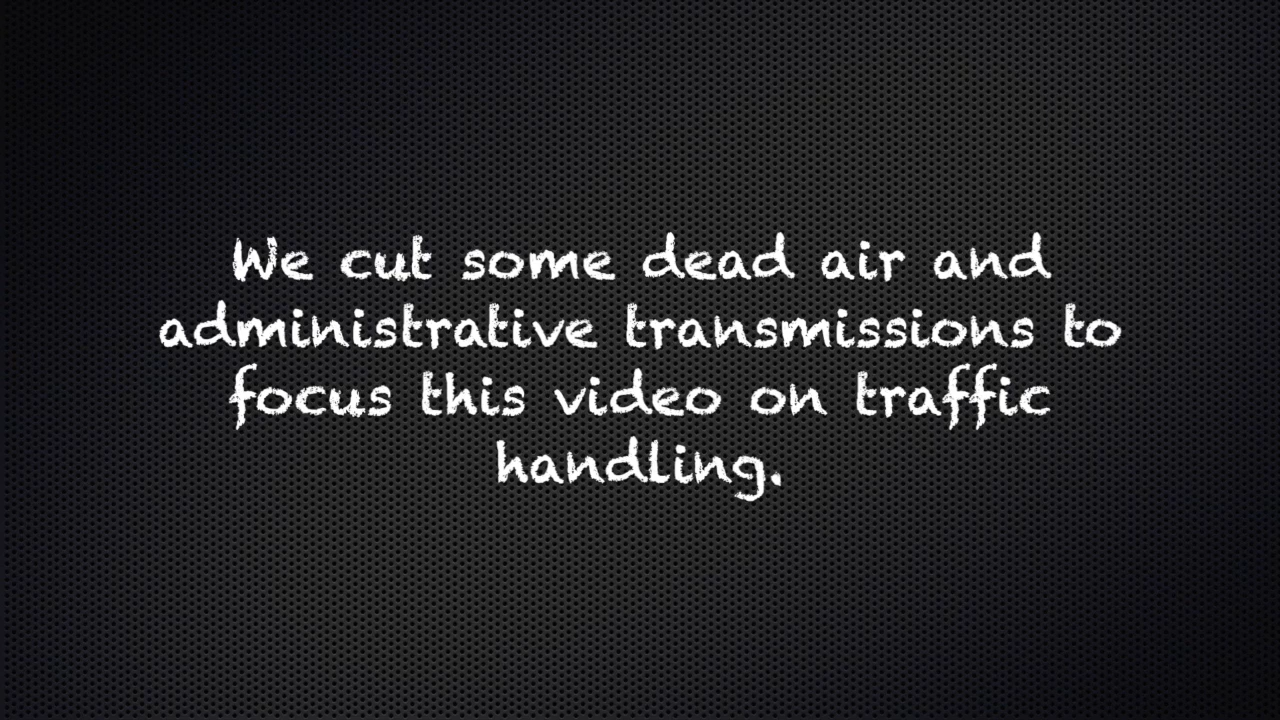 We cut some dead air and
administrative transmissions to
focus this video on traffic
handling.